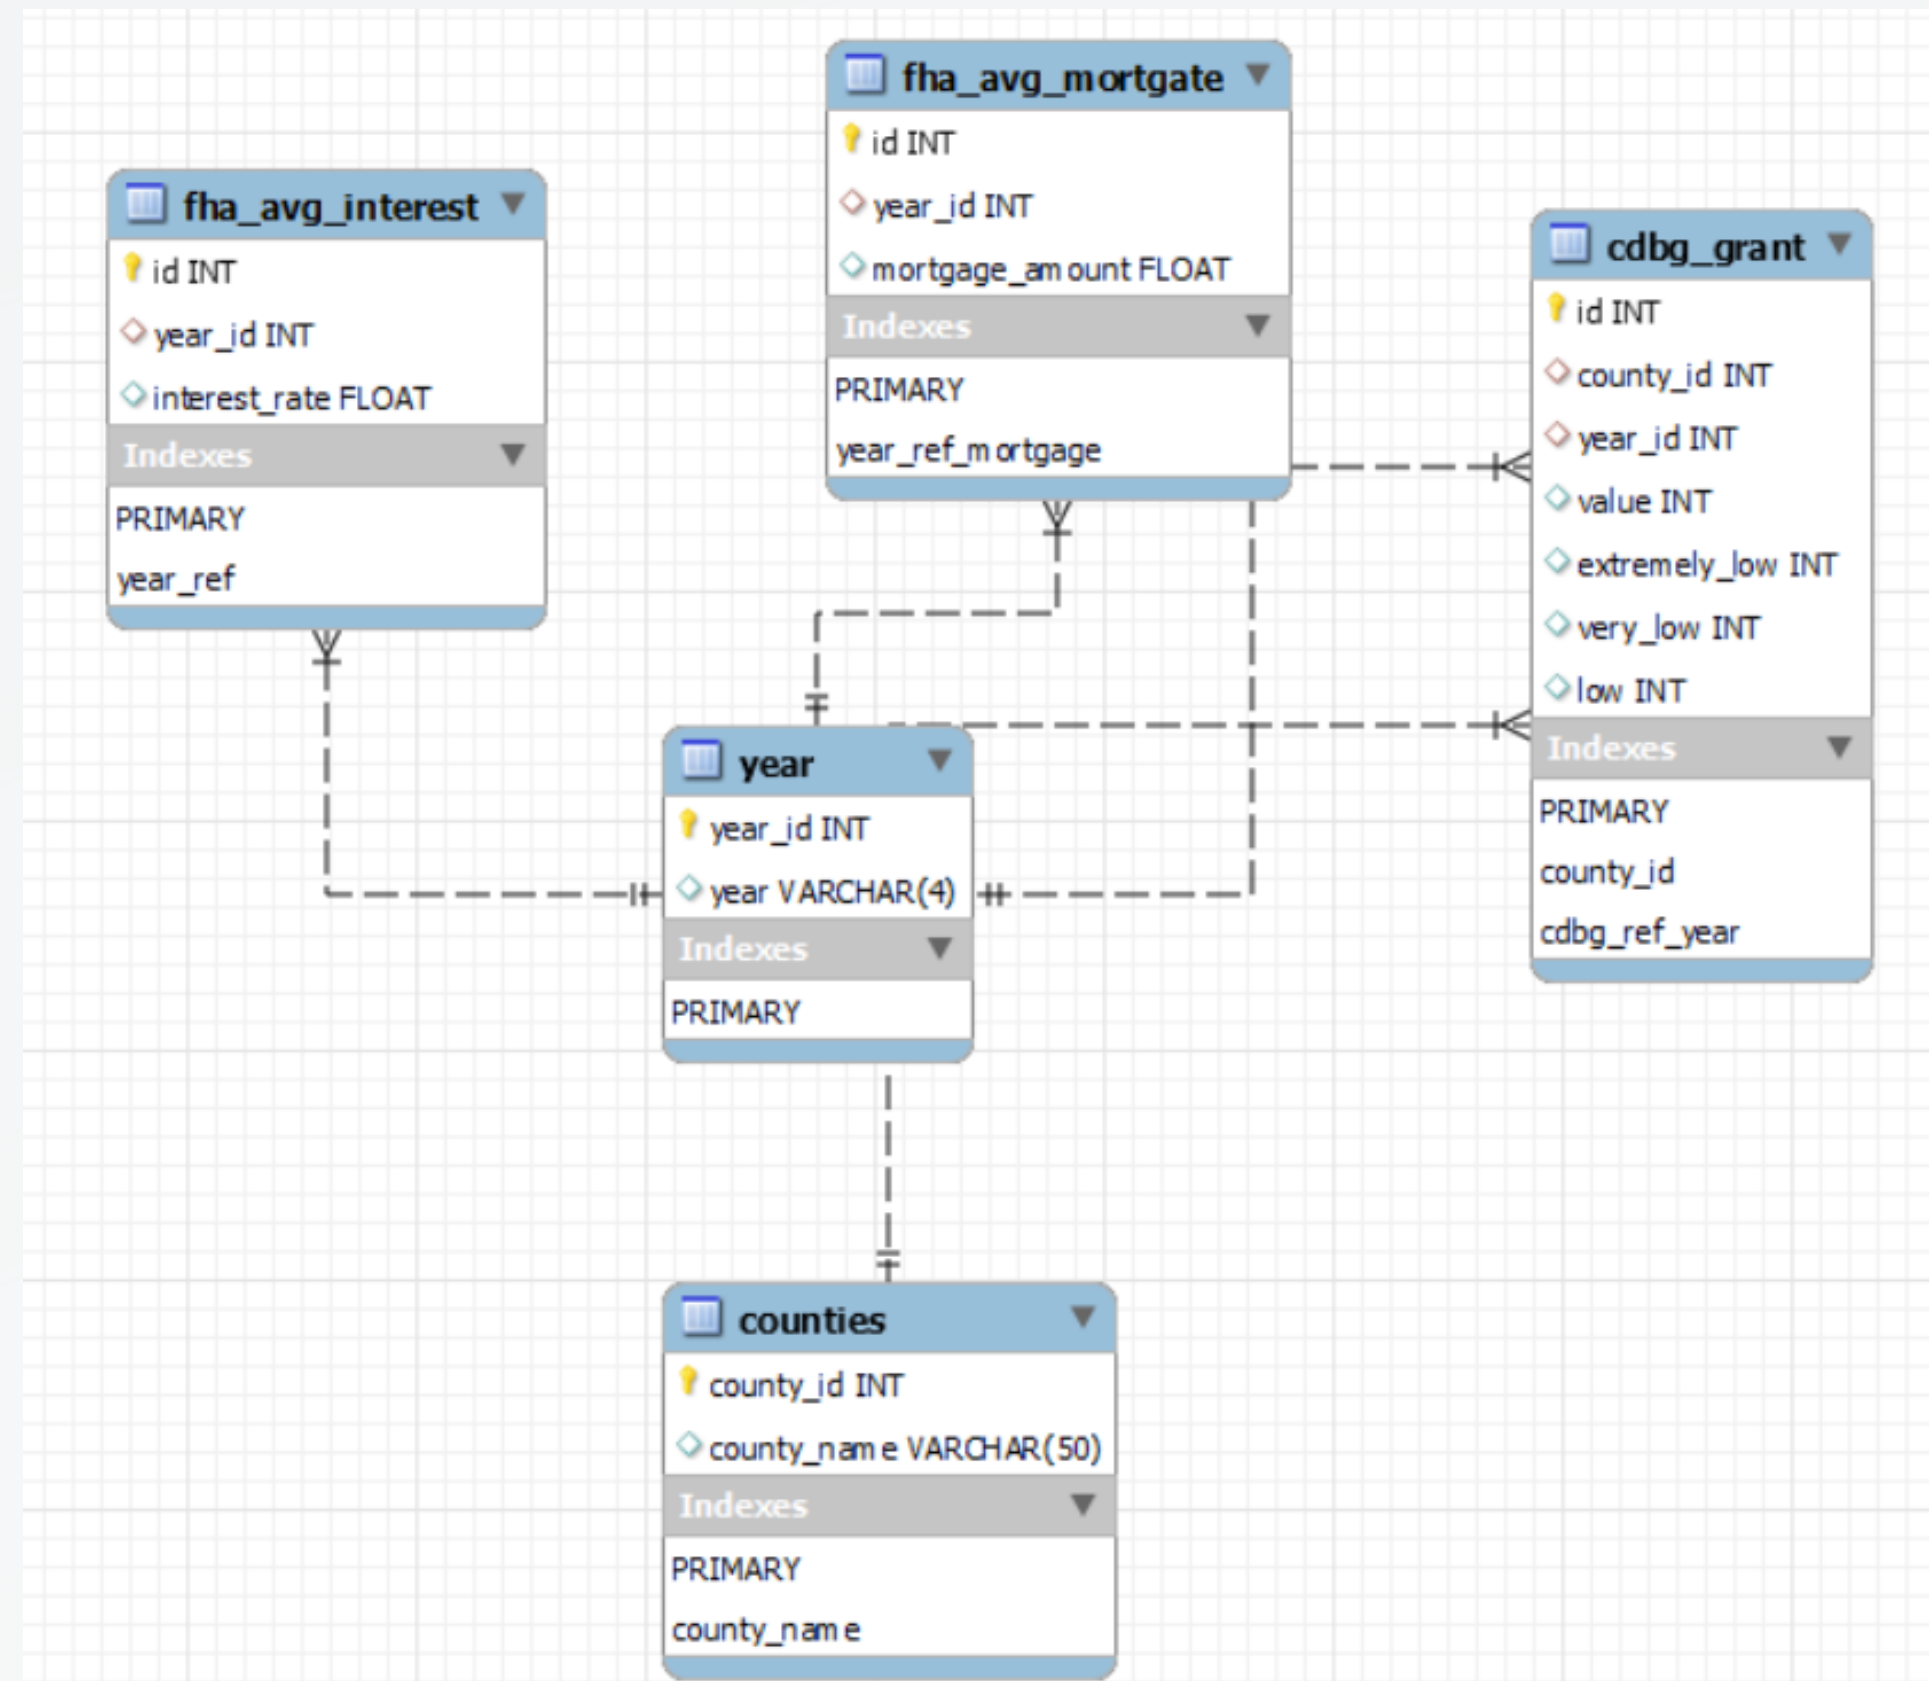 fha_avg_interest
id INT
year_id INT
interest_rate FLOAT
Indexes
PRIMARY
year_ref
fha_avg_mortgate
id INT
year_id INT
mortgage_amount FLOAT
Indexes
PRIMARY
year_ref_mortgage
cdbg_grant
id INT
county_id INT
year_id INT
value INT
extremely_low INT
very_low INT
low INT
Indexes
PRIMARY
county_id
cdbg_ref_year
year
year_id INT
year VARCHAR(4)
Indexes
PRIMARY
counties
county_id INT
county_name VARCHAR(50)
Indexes
PRIMARY
county_name